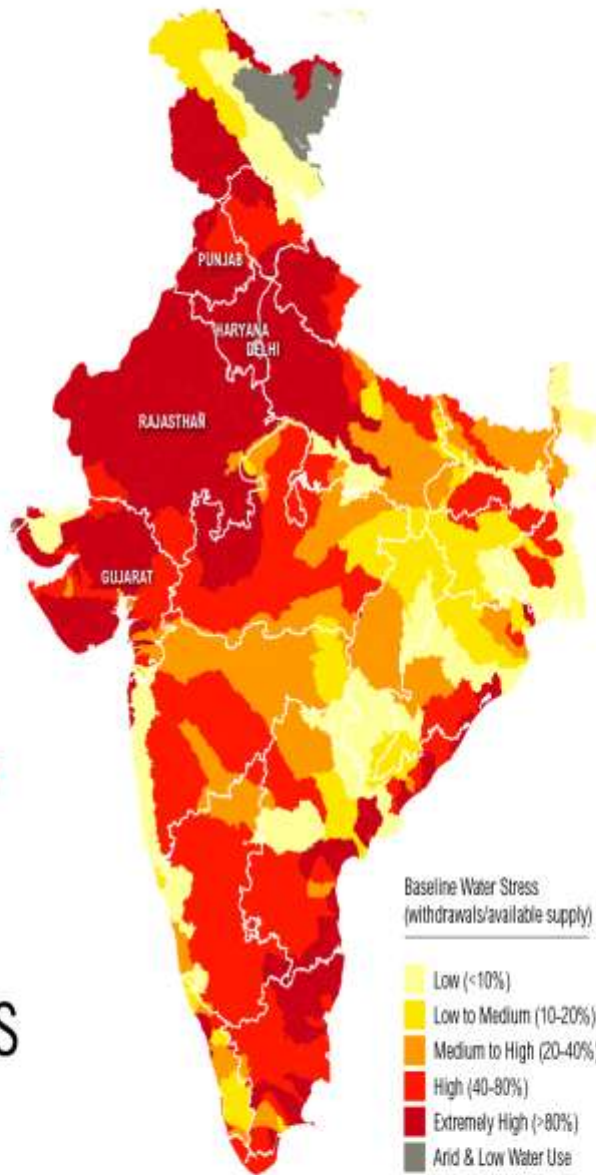 PUNJAB
HARYANA
DELHI
RAJASTHAN
GUJARAT
S
Baseline Water Stress
(withdrawals/available supply)
Low (<10%)
Low to Medium (10-20%)
Medium to High (20-40%)
High (40-80%)
Extremely High (>80%)
Arid & Low Water Use